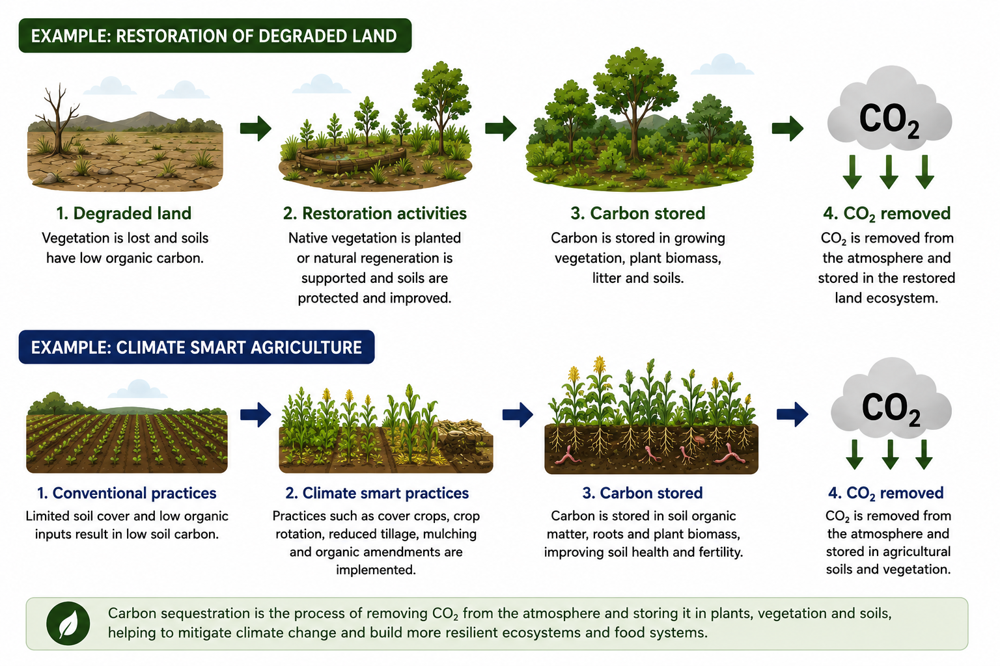 EXAMPLE: RESTORATION OF DEGRADED LAND
CO₂
1. Degraded land
Vegetation is lost and soils
have low organic carbon.
2. Restoration activities
Native vegetation is planted
or natural regeneration is
supported and soils are
protected and improved.
3. Carbon stored
Carbon is stored in growing
vegetation, plant biomass,
litter and soils.
4. CO₂ removed
CO₂ is removed from
the atmosphere and
stored in the restored
land ecosystem.
EXAMPLE: CLIMATE SMART AGRICULTURE
CO₂
1. Conventional practices
Limited soil cover and low organic
inputs result in low soil carbon.
2. Climate smart practices
Practices such as cover crops, crop
rotation, reduced tillage, mulching
and organic amendments are
implemented.
3. Carbon stored
Carbon is stored in soil organic
matter, roots and plant biomass,
improving soil health and fertility.
4. CO₂ removed
CO₂ is removed from
the atmosphere and
stored in agricultural
soils and vegetation.
Carbon sequestration is the process of removing CO₂ from the atmosphere and storing it in plants, vegetation and soils,
helping to mitigate climate change and build more resilient ecosystems and food systems.